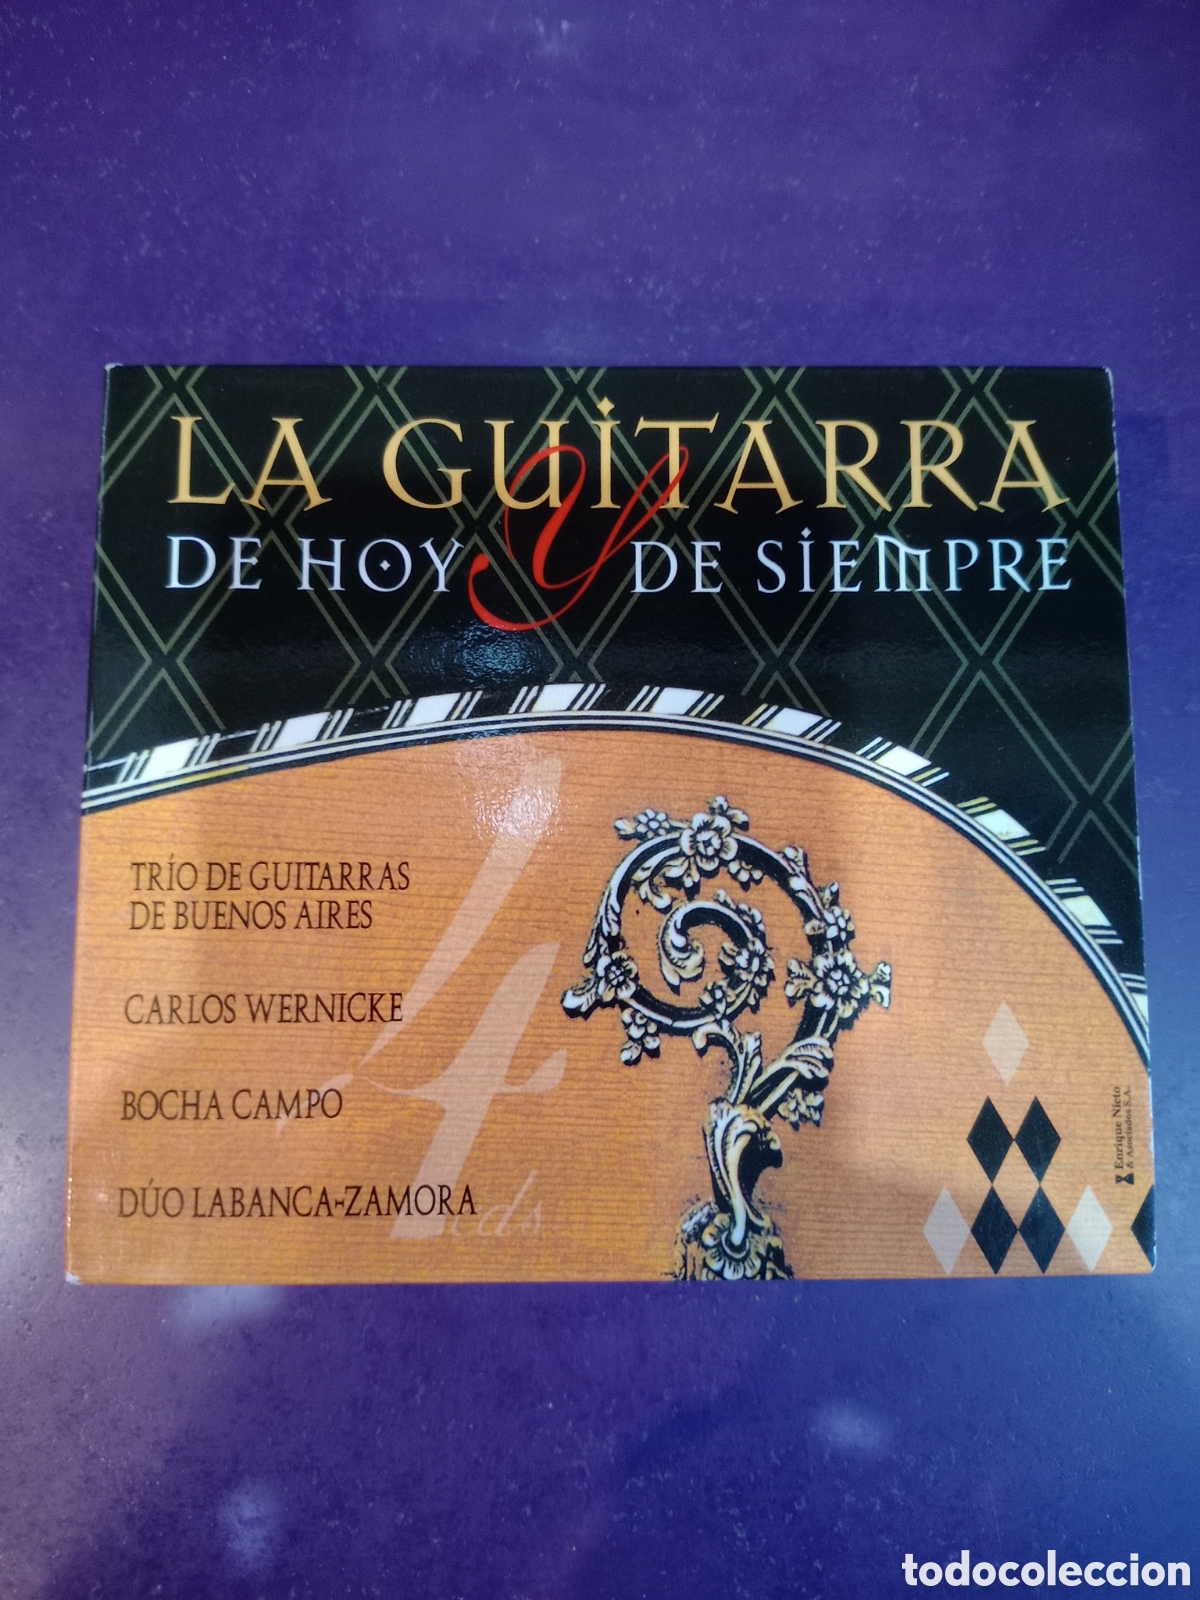 LA GUITARRA
DE HOY Y DE SIEMPRE
TRÍO DE GUITARRAS
DE BUENOS AIRES
CARLOS WERNICKE
BOCHA CAMPO
DÚO LABANCA-ZAMORA
4 cds
Enrique Nieto
& Asociados S.A.
todocoleccion